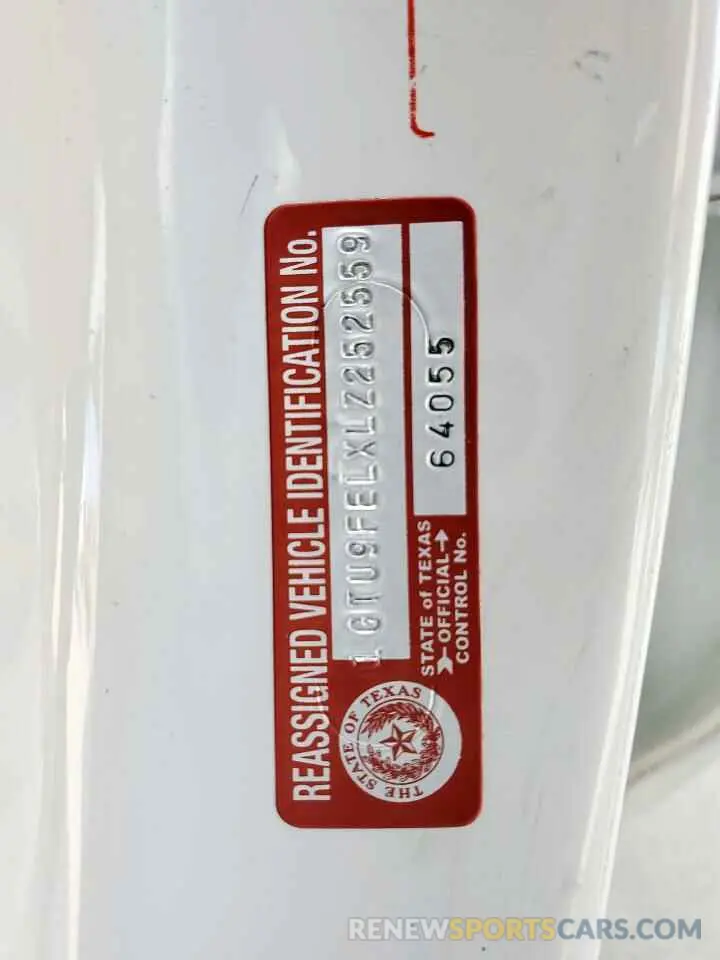 REASSIGNED VEHICLE IDENTIFICATION No.
1GTU9FELXLZ252559
THE STATE OF TEXAS
STATE of TEXAS
OFFICIAL
CONTROL No.
64055
RENEWSPORTSCARS.COM